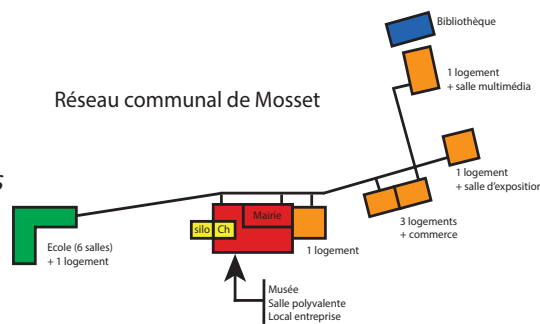 Bibliothèque
1 logement
+ salle multimédia
Réseau communal de Mosset
1 logement
+ salle d'exposition
3 logements
+ commerce
Mairie
silo
Ch
1 logement
Ecole (6 salles)
+ 1 logement
Musée
Salle polyvalente
Local entreprise